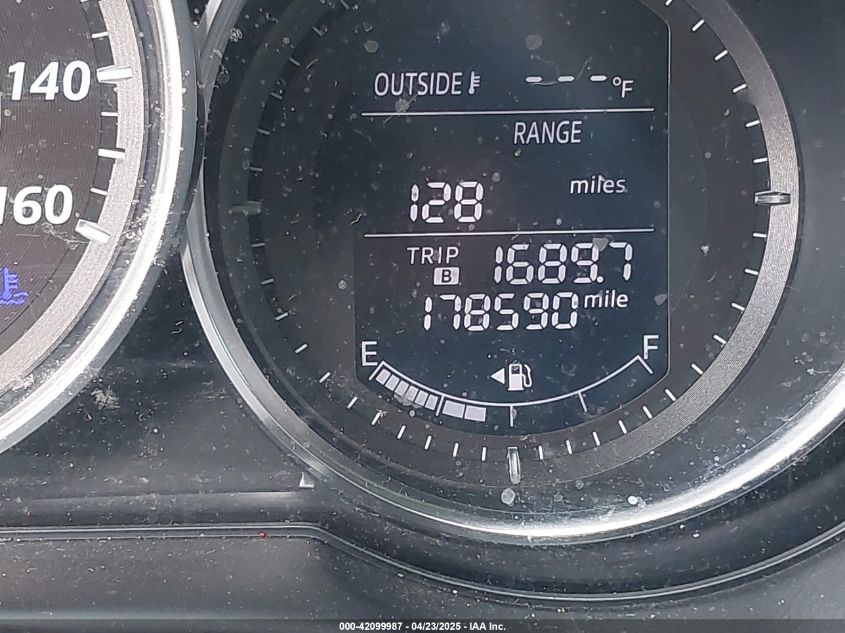 140
160
OUTSIDE ---°F
RANGE
128 miles
TRIP B 1689.7
178590 mile
E F
000-42099987 - 04/23/2025 - IAA Inc.